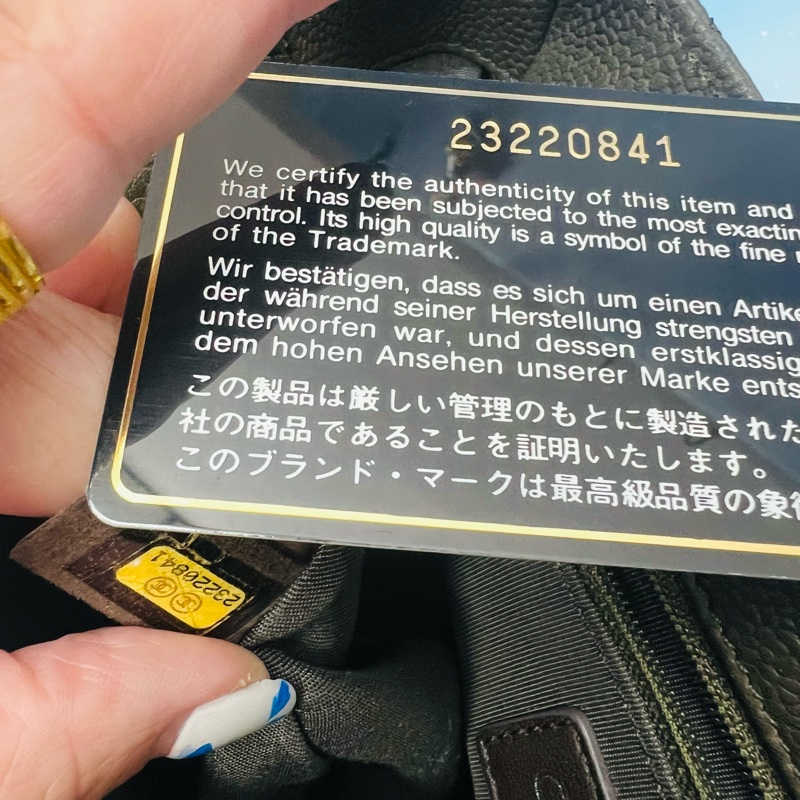 23220841
We certify the authenticity of this item and
that it has been subjected to the most exactin
control. Its high quality is a symbol of the fine
of the Trademark.
Wir bestätigen, dass es sich um einen Artike
der während seiner Herstellung strengsten
unterworfen war, und dessen erstklassig
dem hohen Ansehen unserer Marke ents
この製品は厳しい管理のもとに製造された
社の商品であることを証明いたします。
このブランド・マークは最高級品質の象徴
23220841